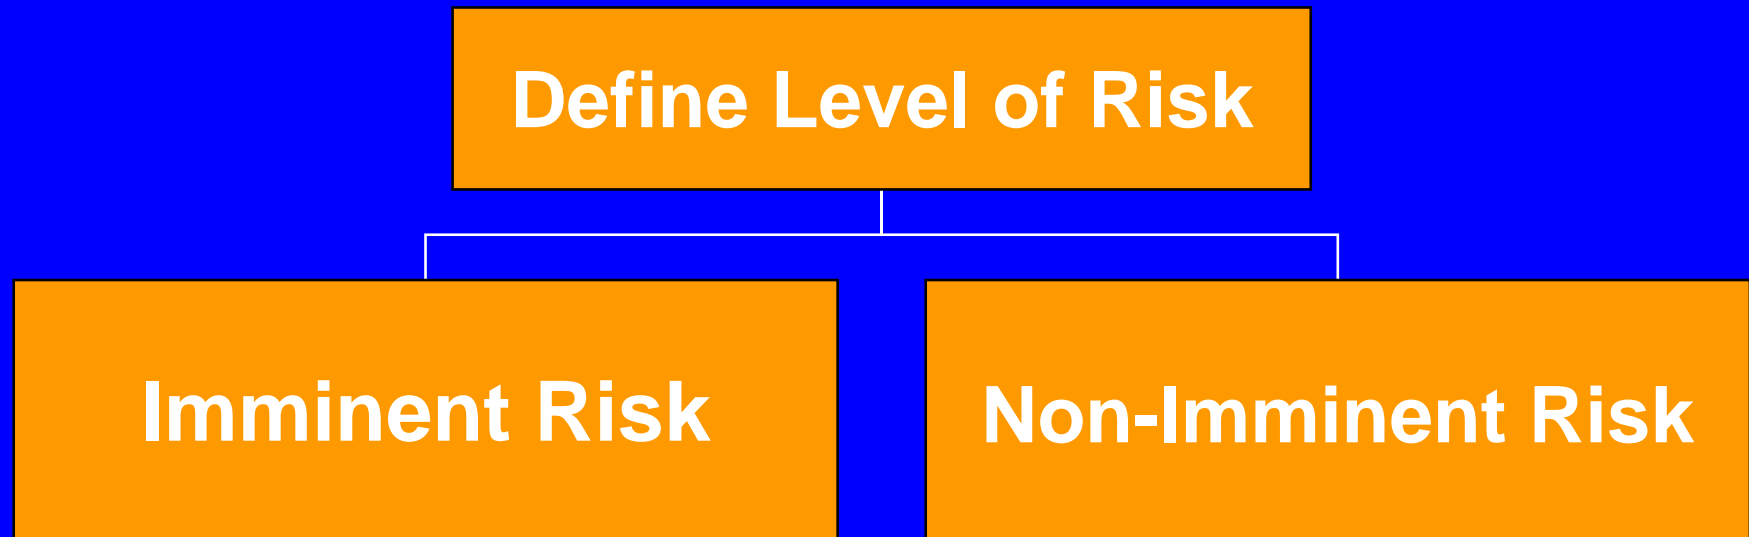 Define Level of Risk
Imminent Risk
Non-Imminent Risk